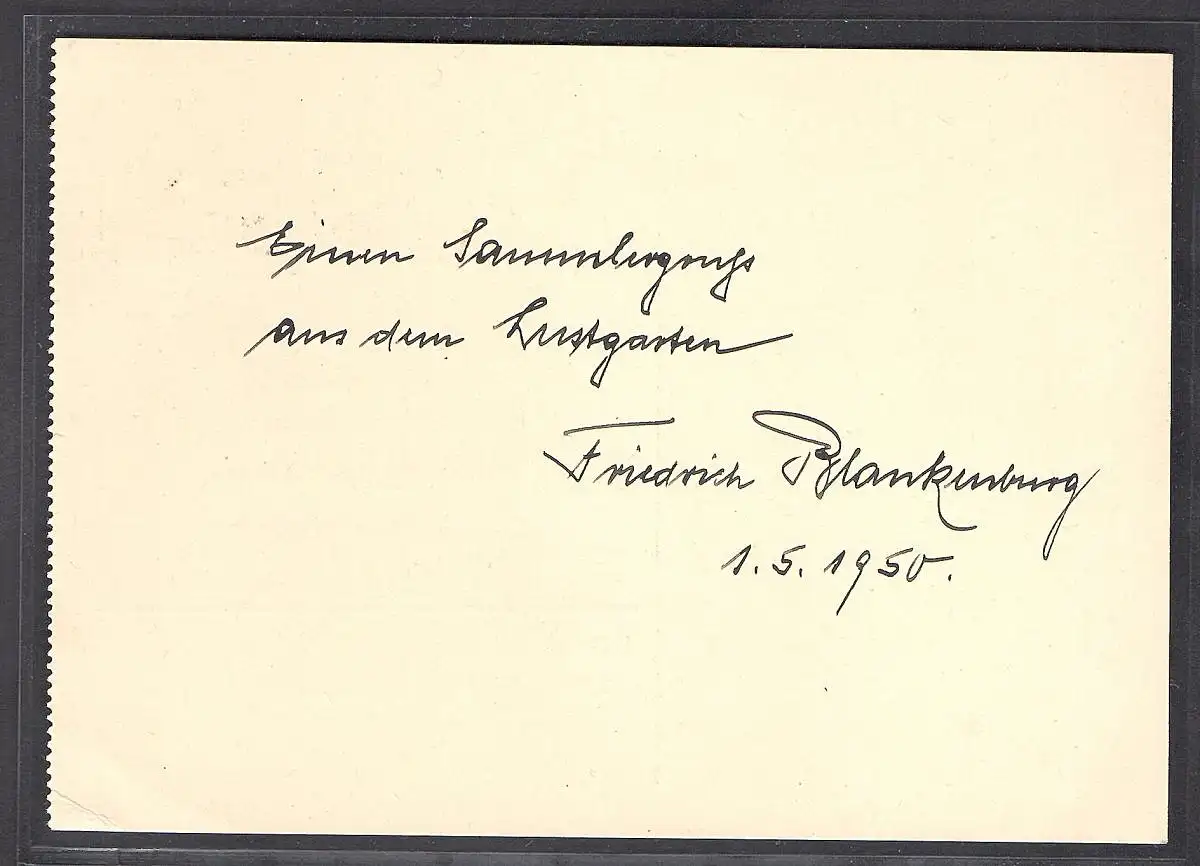 Einen Sammlergruß
aus dem Lustgarten
Friedrich Blankenburg
1.5.1950.